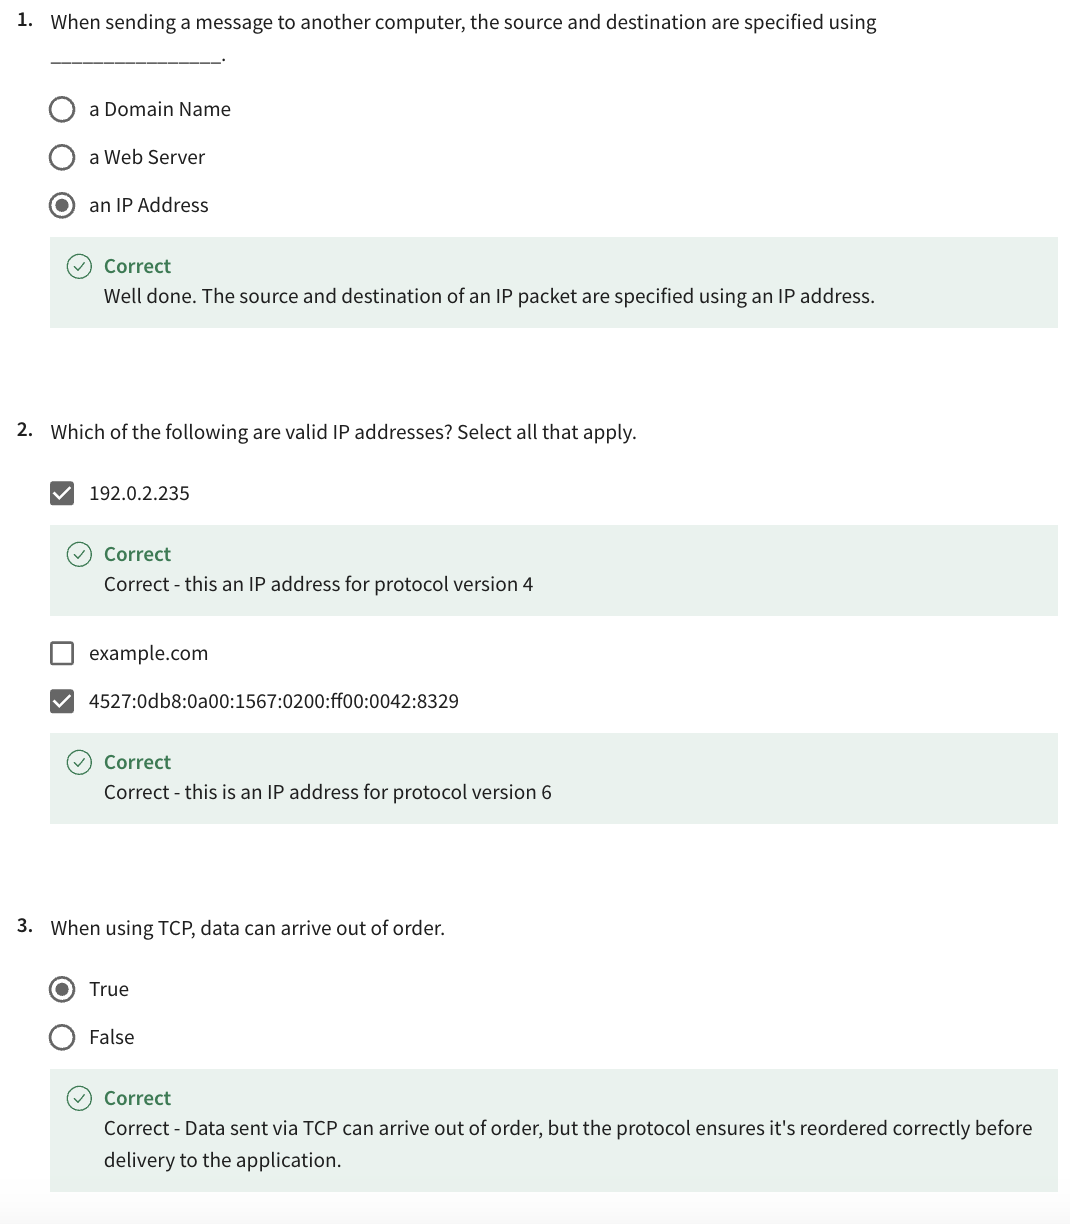 1. When sending a message to another computer, the source and destination are specified using
________________.
a Domain Name
a Web Server
an IP Address
Correct
Well done. The source and destination of an IP packet are specified using an IP address.
2. Which of the following are valid IP addresses? Select all that apply.
192.0.2.235
Correct
Correct - this an IP address for protocol version 4
example.com
4527:0db8:0a00:1567:0200:ff00:0042:8329
Correct
Correct - this is an IP address for protocol version 6
3. When using TCP, data can arrive out of order.
True
False
Correct
Correct - Data sent via TCP can arrive out of order, but the protocol ensures it's reordered correctly before
delivery to the application.